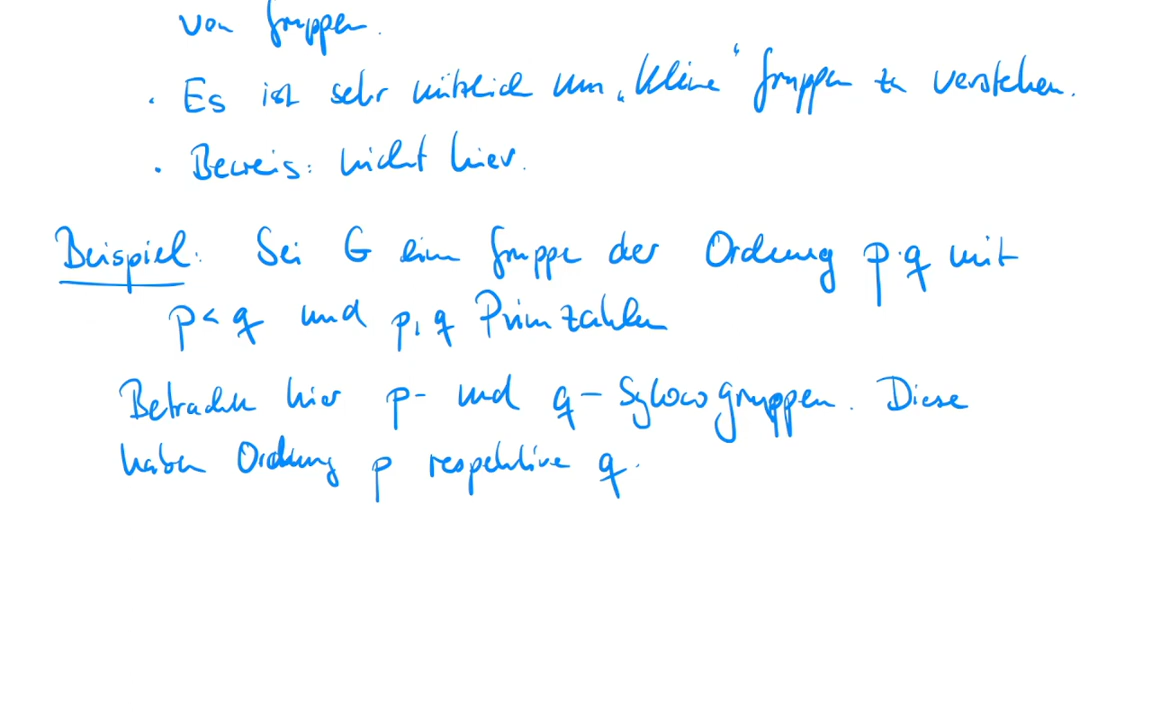 von Gruppen.
· Es ist sehr nützlich um „kleine“ Gruppen zu verstehen.
· Beweis: nicht hier.
Beispiel: Sei G eine Gruppe der Ordnung p·q mit
p < q und p, q Primzahlen
Betrachte hier p- und q-Sylowgruppen. Diese
haben Ordnung p respektive q.